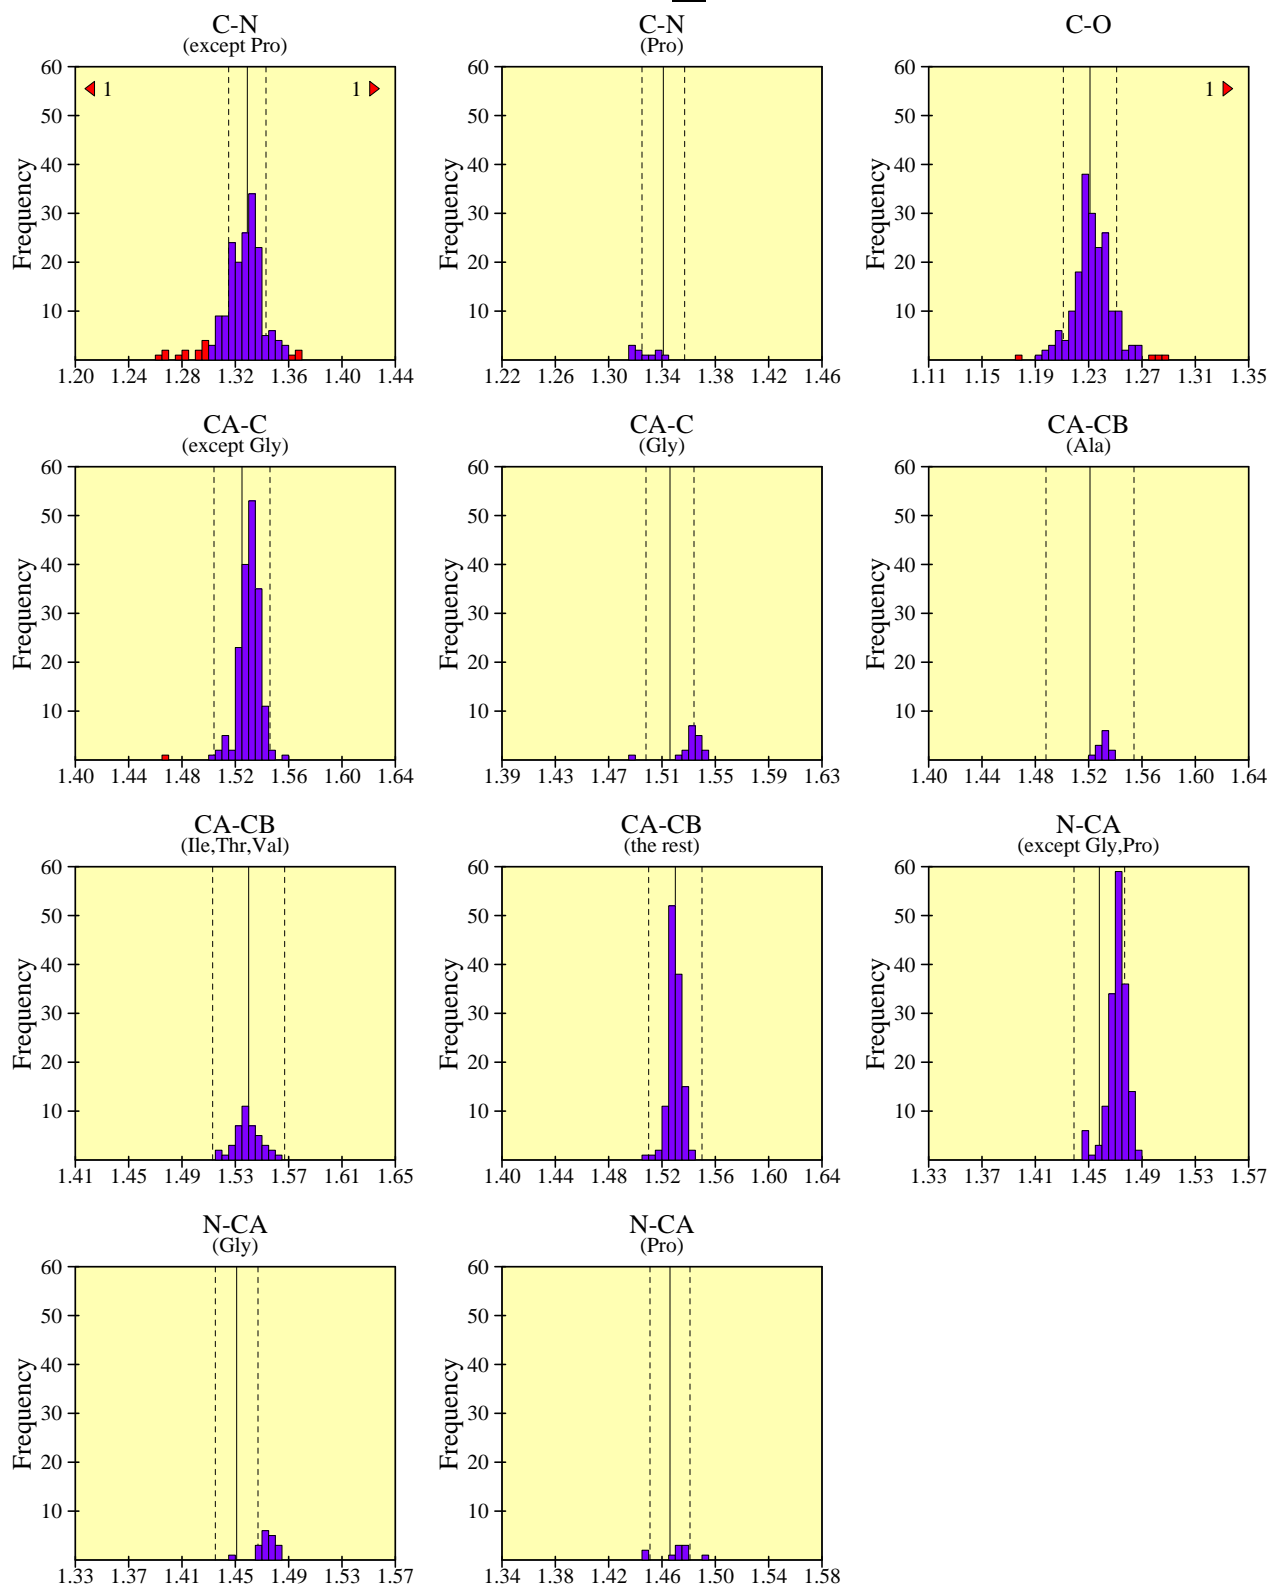 C-N
(except Pro)
C-N
(Pro)
C-O
60
50
40
30
20
10
Frequency
1
1
1.20 1.24 1.28 1.32 1.36 1.40 1.44
60
50
40
30
20
10
Frequency
1.22 1.26 1.30 1.34 1.38 1.42 1.46
60
50
40
30
20
10
Frequency
1
1.11 1.15 1.19 1.23 1.27 1.31 1.35
CA-C
(except Gly)
CA-C
(Gly)
CA-CB
(Ala)
60
50
40
30
20
10
Frequency
1.40 1.44 1.48 1.52 1.56 1.60 1.64
60
50
40
30
20
10
Frequency
1.39 1.43 1.47 1.51 1.55 1.59 1.63
60
50
40
30
20
10
Frequency
1.40 1.44 1.48 1.52 1.56 1.60 1.64
CA-CB
(Ile,Thr,Val)
CA-CB
(the rest)
N-CA
(except Gly,Pro)
60
50
40
30
20
10
Frequency
1.41 1.45 1.49 1.53 1.57 1.61 1.65
60
50
40
30
20
10
Frequency
1.40 1.44 1.48 1.52 1.56 1.60 1.64
60
50
40
30
20
10
Frequency
1.33 1.37 1.41 1.45 1.49 1.53 1.57
N-CA
(Gly)
N-CA
(Pro)
60
50
40
30
20
10
Frequency
1.33 1.37 1.41 1.45 1.49 1.53 1.57
60
50
40
30
20
10
Frequency
1.34 1.38 1.42 1.46 1.50 1.54 1.58